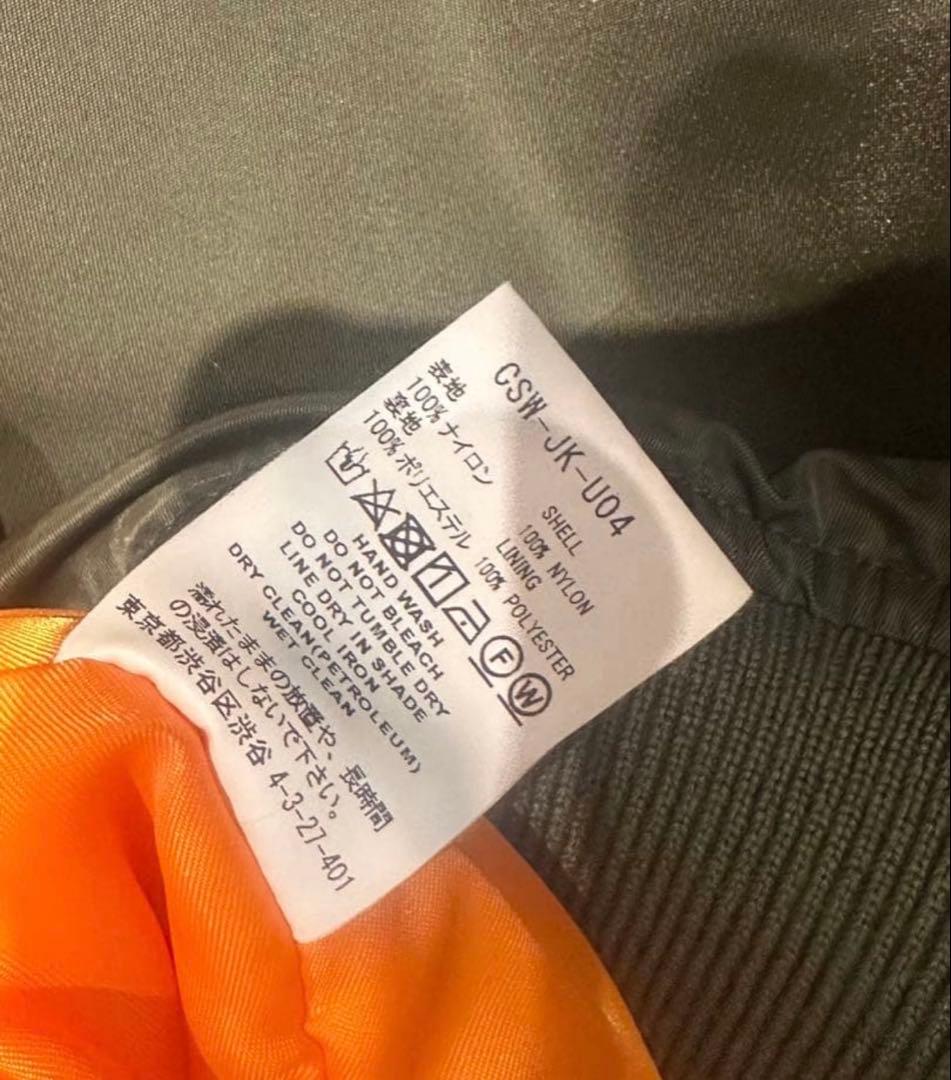 CSW-JK-U04
表地
100% ナイロン
裏地
100% ポリエステル
SHELL
100% NYLON
LINING
100% POLYESTER
F W
HAND WASH
DO NOT BLEACH
DO NOT TUMBLE DRY
LINE DRY IN SHADE
COOL IRON
DRY CLEAN(PETROLEUM)
WET CLEAN
濡れたままの放置や、長時間
の浸漬はしないで下さい。
東京都渋谷区渋谷 4-3-27-401